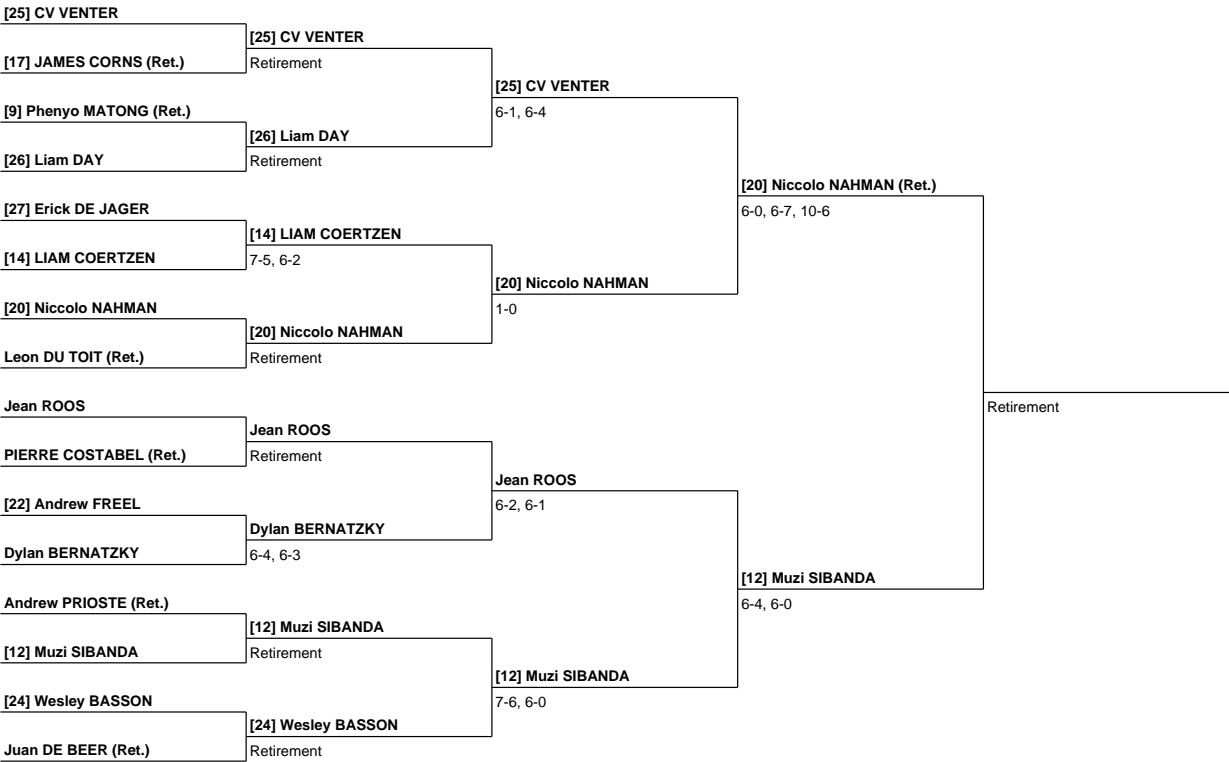 [25] CV VENTER
[25] CV VENTER
[17] JAMES CORNS (Ret.)
Retirement
[25] CV VENTER
6-1, 6-4
[9] Phenyo MATONG (Ret.)
[26] Liam DAY
[26] Liam DAY
Retirement
[20] Niccolo NAHMAN (Ret.)
6-0, 6-7, 10-6
[27] Erick DE JAGER
[14] LIAM COERTZEN
[14] LIAM COERTZEN
7-5, 6-2
[20] Niccolo NAHMAN
1-0
[20] Niccolo NAHMAN
[20] Niccolo NAHMAN
Leon DU TOIT (Ret.)
Retirement
Retirement
Jean ROOS
Jean ROOS
PIERRE COSTABEL (Ret.)
Retirement
Jean ROOS
6-2, 6-1
[22] Andrew FREEL
Dylan BERNATZKY
Dylan BERNATZKY
6-4, 6-3
[12] Muzi SIBANDA
6-4, 6-0
Andrew PRIOSTE (Ret.)
[12] Muzi SIBANDA
[12] Muzi SIBANDA
Retirement
[12] Muzi SIBANDA
7-6, 6-0
[24] Wesley BASSON
[24] Wesley BASSON
Juan DE BEER (Ret.)
Retirement